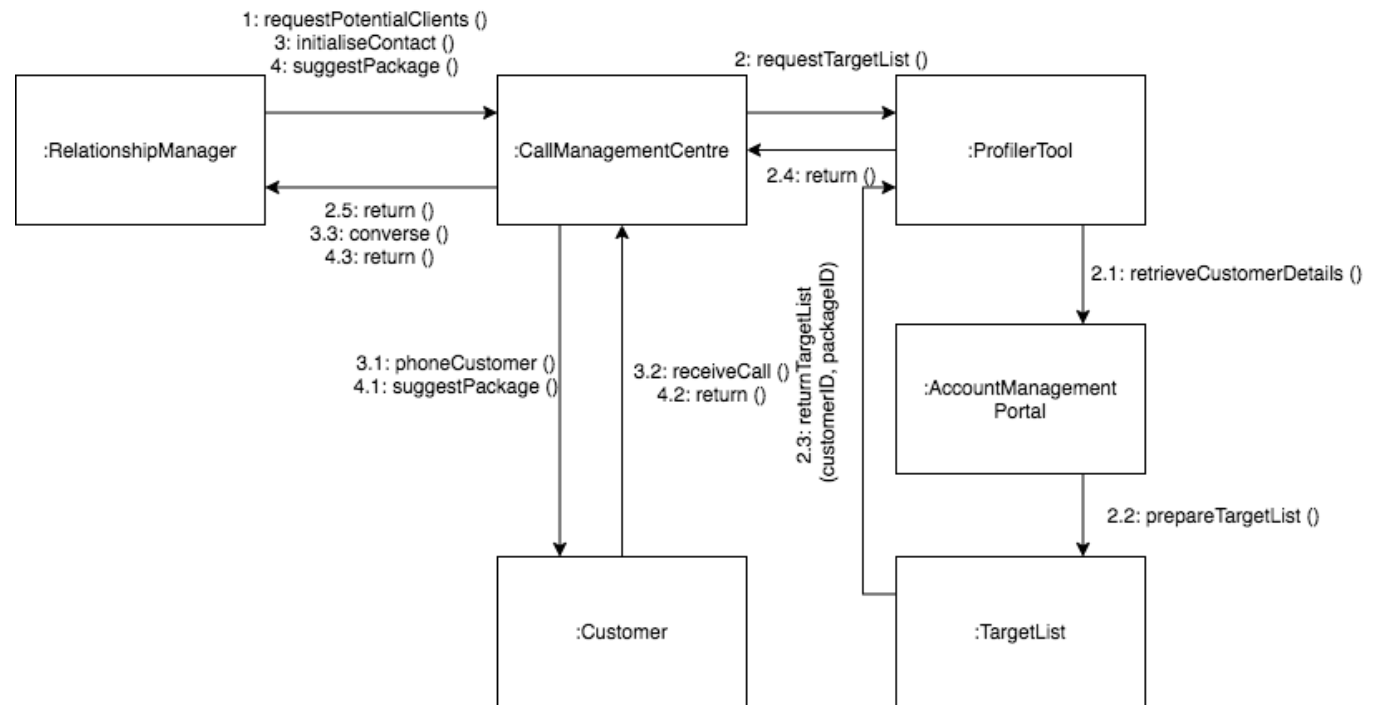 1: requestPotentialClients ()
3: initialiseContact ()
4: suggestPackage ()
2: requestTargetList ()
:RelationshipManager
:CallManagementCentre
:ProfilerTool
2.4: return ()
2.5: return ()
3.3: converse ()
4.3: return ()
2.1: retrieveCustomerDetails ()
2.3: returnTargetList
(customerID, packageID)
3.1: phoneCustomer ()
4.1: suggestPackage ()
3.2: receiveCall ()
4.2: return ()
:AccountManagement
Portal
2.2: prepareTargetList ()
:Customer
:TargetList